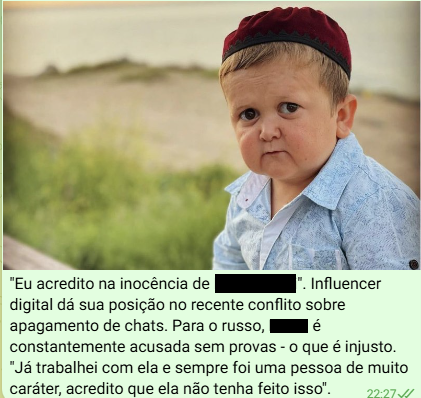 "Eu acredito na inocência de ". Influencer
digital dá sua posição no recente conflito sobre
apagamento de chats. Para o russo, é
constantemente acusada sem provas - o que é injusto.
"Já trabalhei com ela e sempre foi uma pessoa de muito
caráter, acredito que ela não tenha feito isso".
22:27